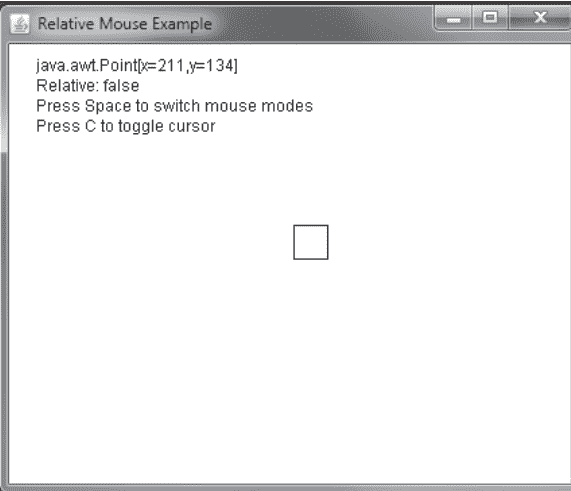 Relative Mouse Example
java.awt.Point[x=211,y=134]
Relative: false
Press Space to switch mouse modes
Press C to toggle cursor